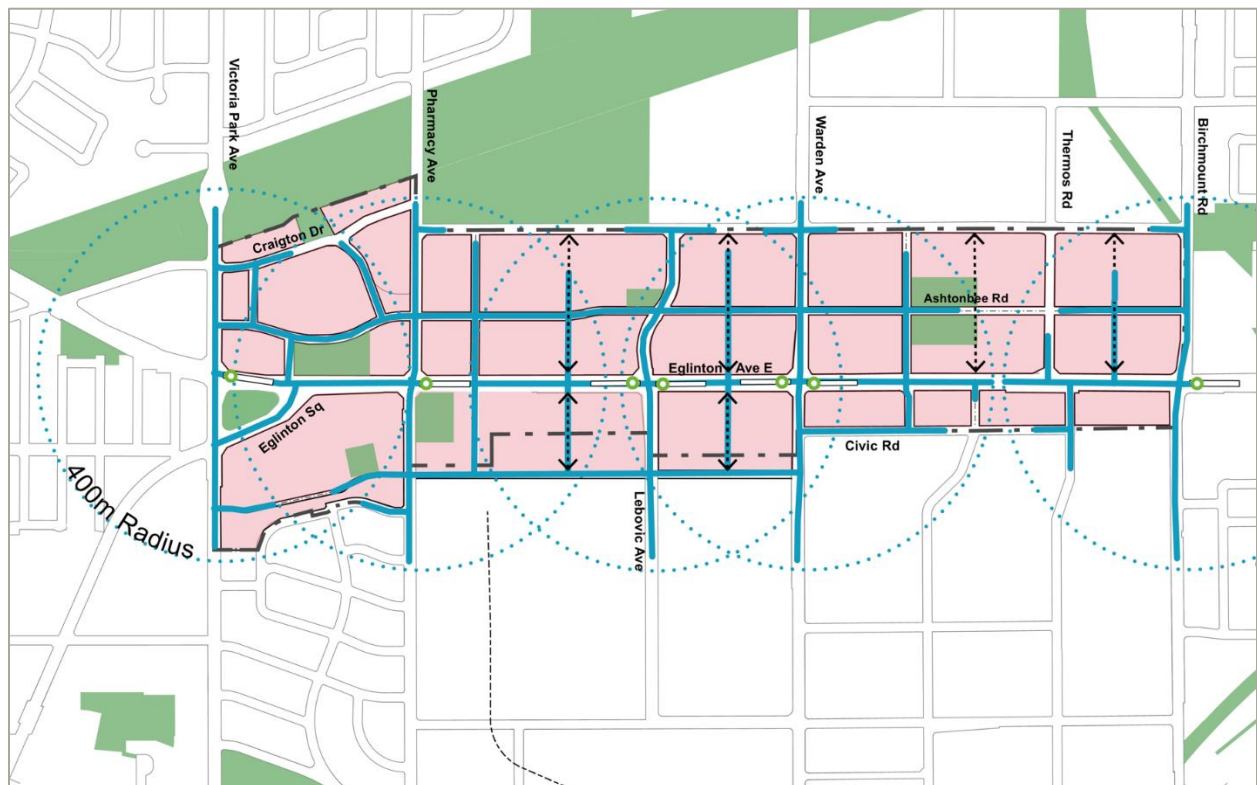 Victoria Park Ave
Pharmacy Ave
Warden Ave
Thermos Rd
Birchmount Rd
Craigton Dr
Ashtonbee Rd
Eglinton Ave E
Eglinton Sq
Civic Rd
400m Radius
Lebovic Ave